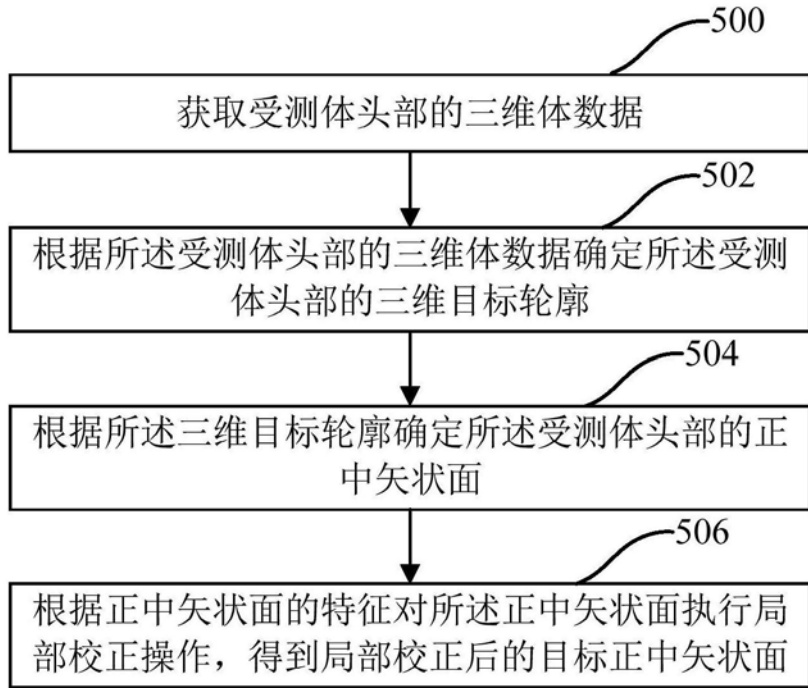 500
获取受测体头部的三维体数据
502
根据所述受测体头部的三维体数据确定所述受测
体头部的三维目标轮廓
504
根据所述三维目标轮廓确定所述受测体头部的正
中矢状面
506
根据正中矢状面的特征对所述正中矢状面执行局
部校正操作，得到局部校正后的目标正中矢状面